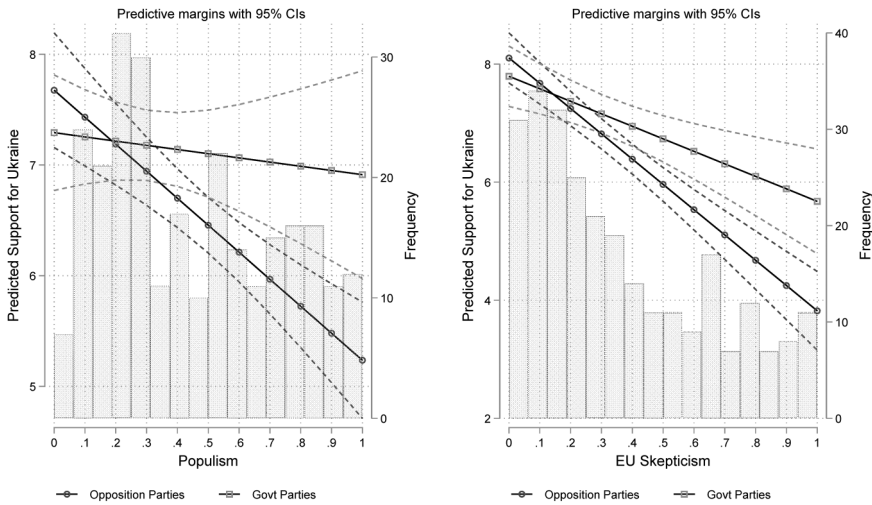 Predictive margins with 95% CIs
8
7
6
5
Predicted Support for Ukraine
30
20
10
0
Frequency
0 .1 .2 .3 .4 .5 .6 .7 .8 .9 1
Populism
Opposition Parties Govt Parties
Predictive margins with 95% CIs
8
6
4
2
Predicted Support for Ukraine
40
30
20
10
0
Frequency
0 .1 .2 .3 .4 .5 .6 .7 .8 .9 1
EU Skepticism
Opposition Parties Govt Parties